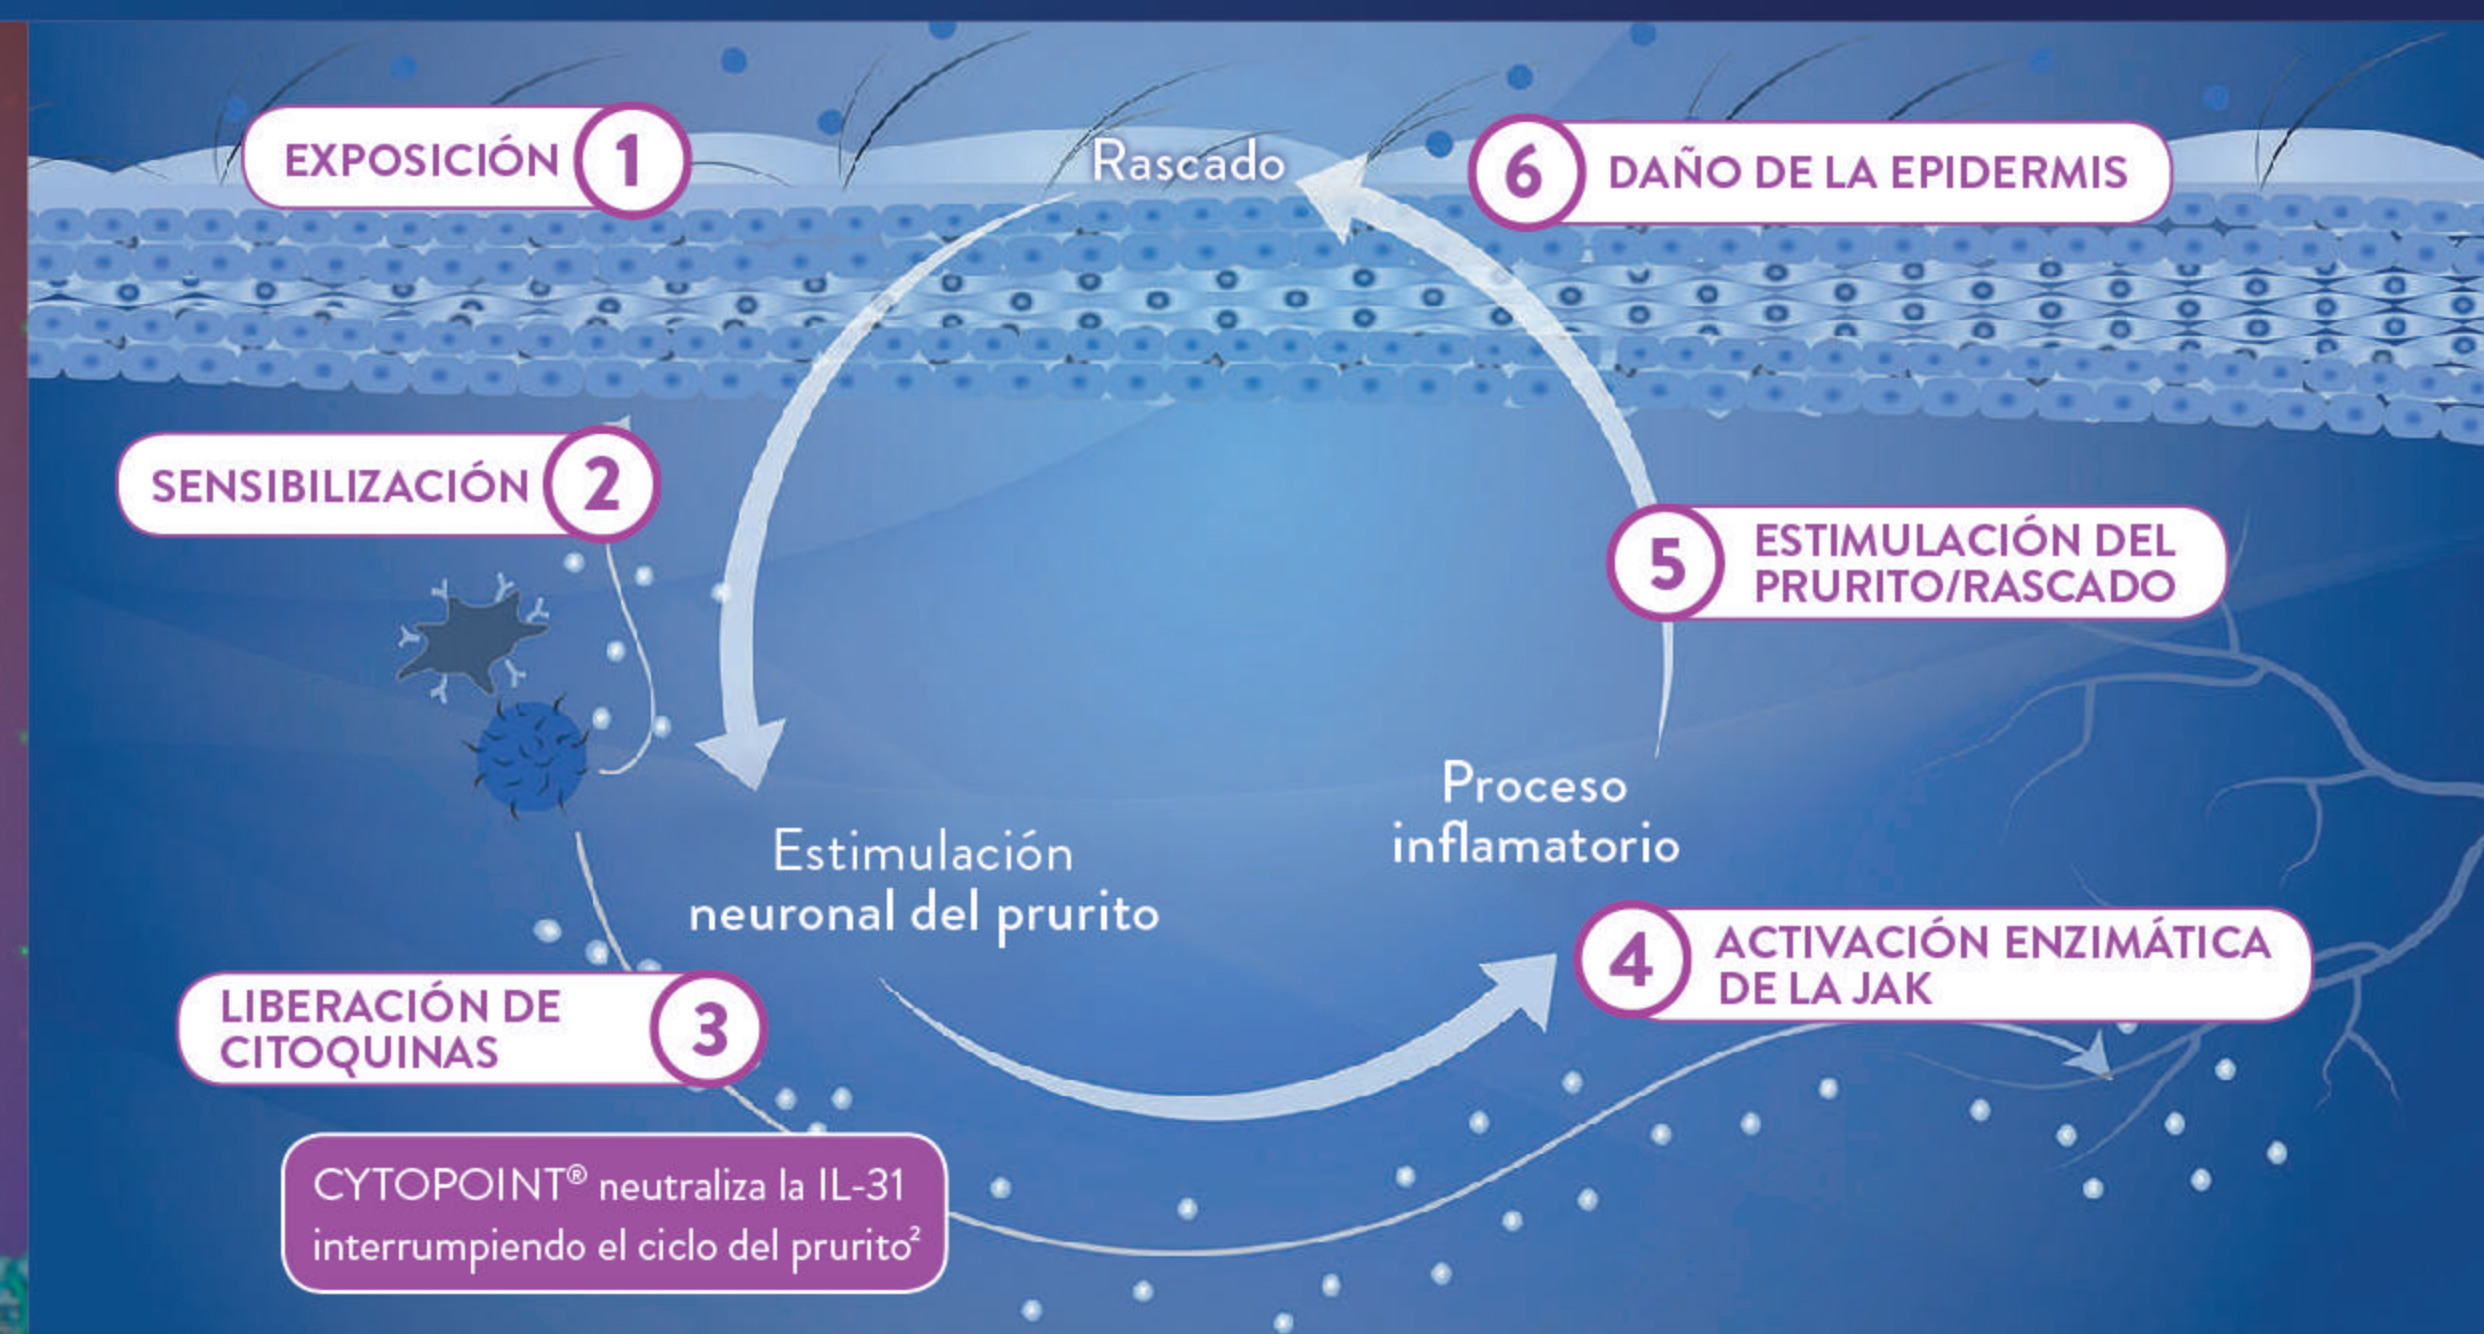 EXPOSICIÓN 1
Rascado
6 DAÑO DE LA EPIDERMIS
SENSIBILIZACIÓN 2
5 ESTIMULACIÓN DEL
PRURITO/RASCADO
Proceso
inflamatorio
Estimulación
neuronal del prurito
4 ACTIVACIÓN ENZIMÁTICA
DE LA JAK
LIBERACIÓN DE
CITOQUINAS
3
CYTOPOINT® neutraliza la IL-31
interrumpiendo el ciclo del prurito²